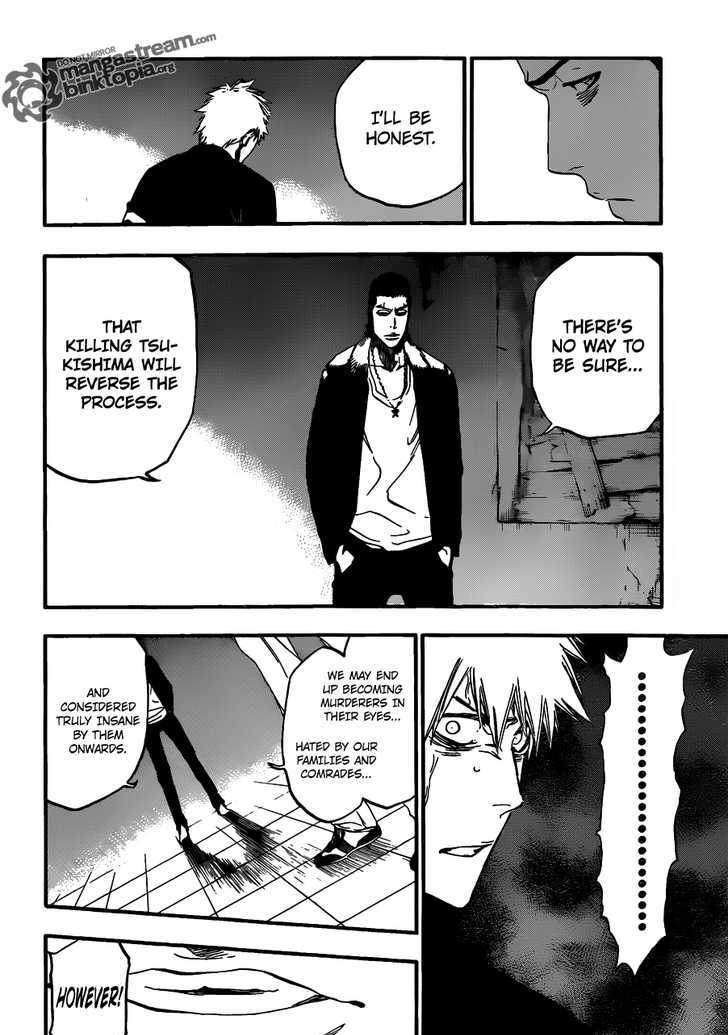 DO NOT MIRROR
mangastream.com
binktopia.org
I'LL BE
HONEST.
THERE'S
NO WAY TO
BE SURE...
THAT
KILLING TSU-
KISHIMA WILL
REVERSE THE
PROCESS.
..............
WE MAY END
UP BECOMING
MURDERERS IN
THEIR EYES...
HATED BY OUR
FAMILIES AND
COMRADES...
AND
CONSIDERED
TRULY INSANE
BY THEM
ONWARDS.
HOWEVER!